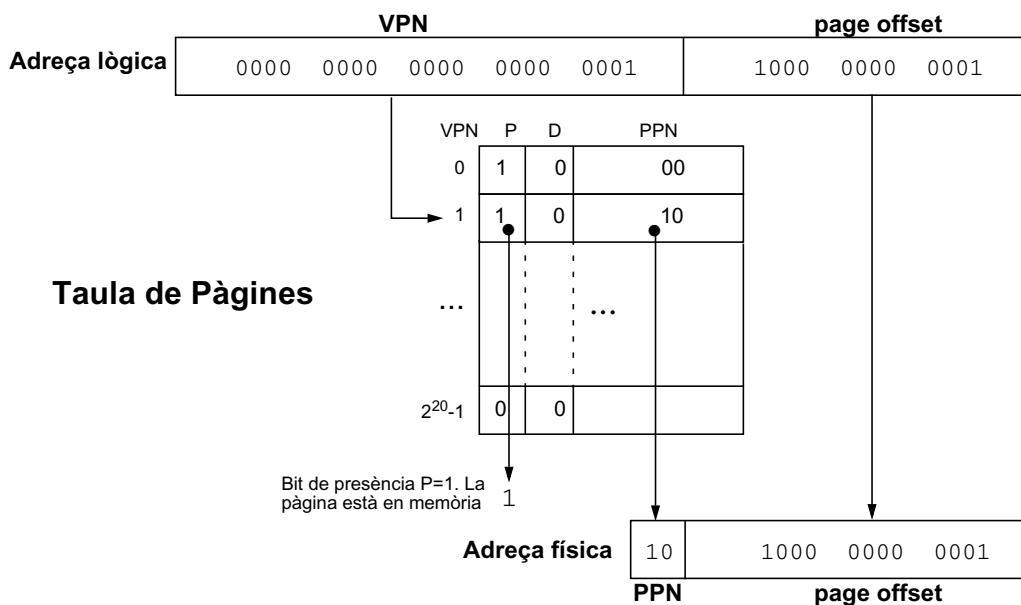 VPN page offset
Adreça lògica 0000 0000 0000 0000 0001 1000 0000 0001
VPN P D PPN
0 1 0 00
1 1 0 10
Taula de Pàgines ... ...
2²⁰-1 0 0
Bit de presència P=1. La
pàgina està en memòria 1
Adreça física 10 1000 0000 0001
PPN page offset